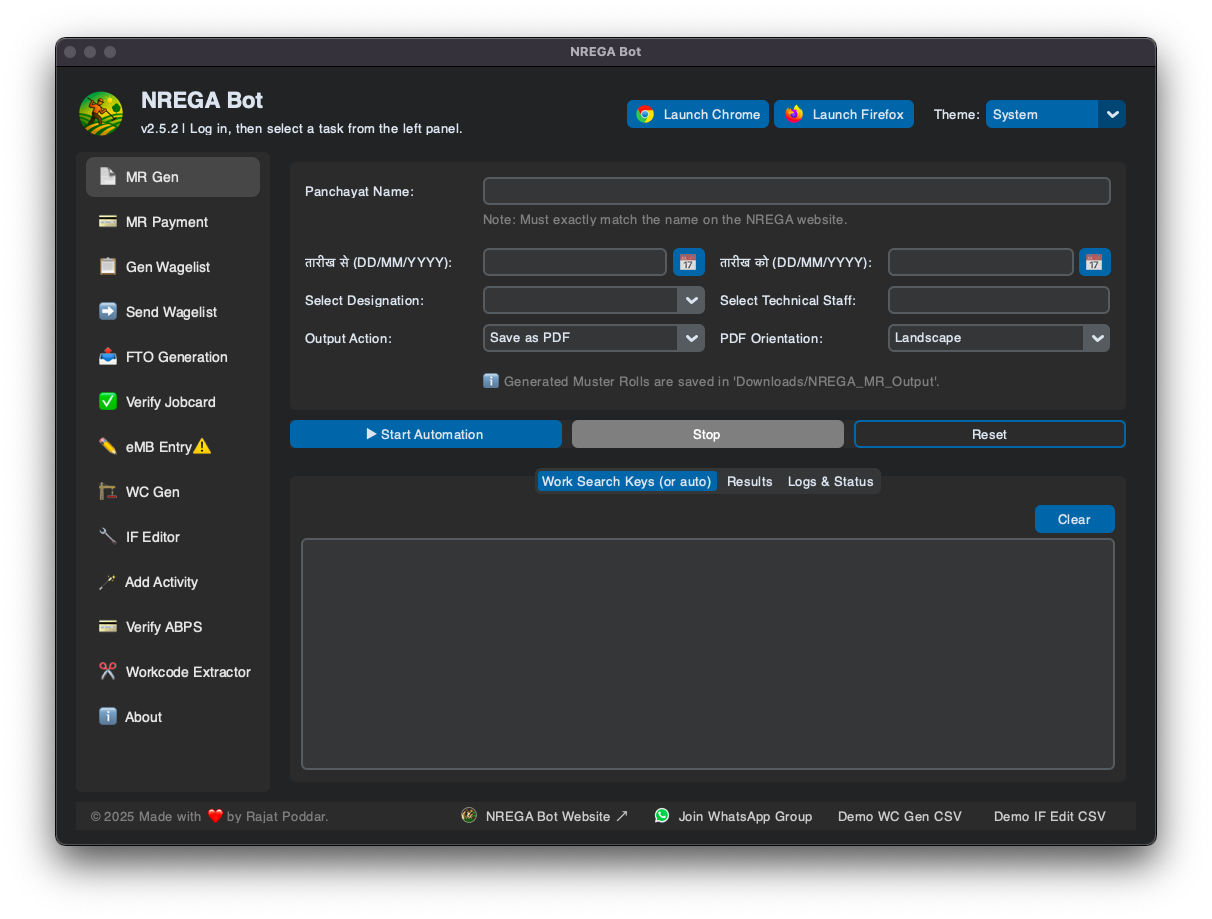 NREGA Bot
NREGA Bot
v2.5.2 | Log in, then select a task from the left panel.
Launch Chrome
Launch Firefox
Theme:
System
MR Gen
MR Payment
Gen Wagelist
Send Wagelist
FTO Generation
Verify Jobcard
eMB Entry
WC Gen
IF Editor
Add Activity
Verify ABPS
Workcode Extractor
About
Panchayat Name:
Note: Must exactly match the name on the NREGA website.
तारीख से (DD/MM/YYYY):
17
तारीख को (DD/MM/YYYY):
17
Select Designation:
Select Technical Staff:
Output Action:
Save as PDF
PDF Orientation:
Landscape
Generated Muster Rolls are saved in 'Downloads/NREGA_MR_Output'.
Start Automation
Stop
Reset
Work Search Keys (or auto)
Results
Logs & Status
Clear
© 2025 Made with ❤️ by Rajat Poddar.
NREGA Bot Website ↗
Join WhatsApp Group
Demo WC Gen CSV
Demo IF Edit CSV